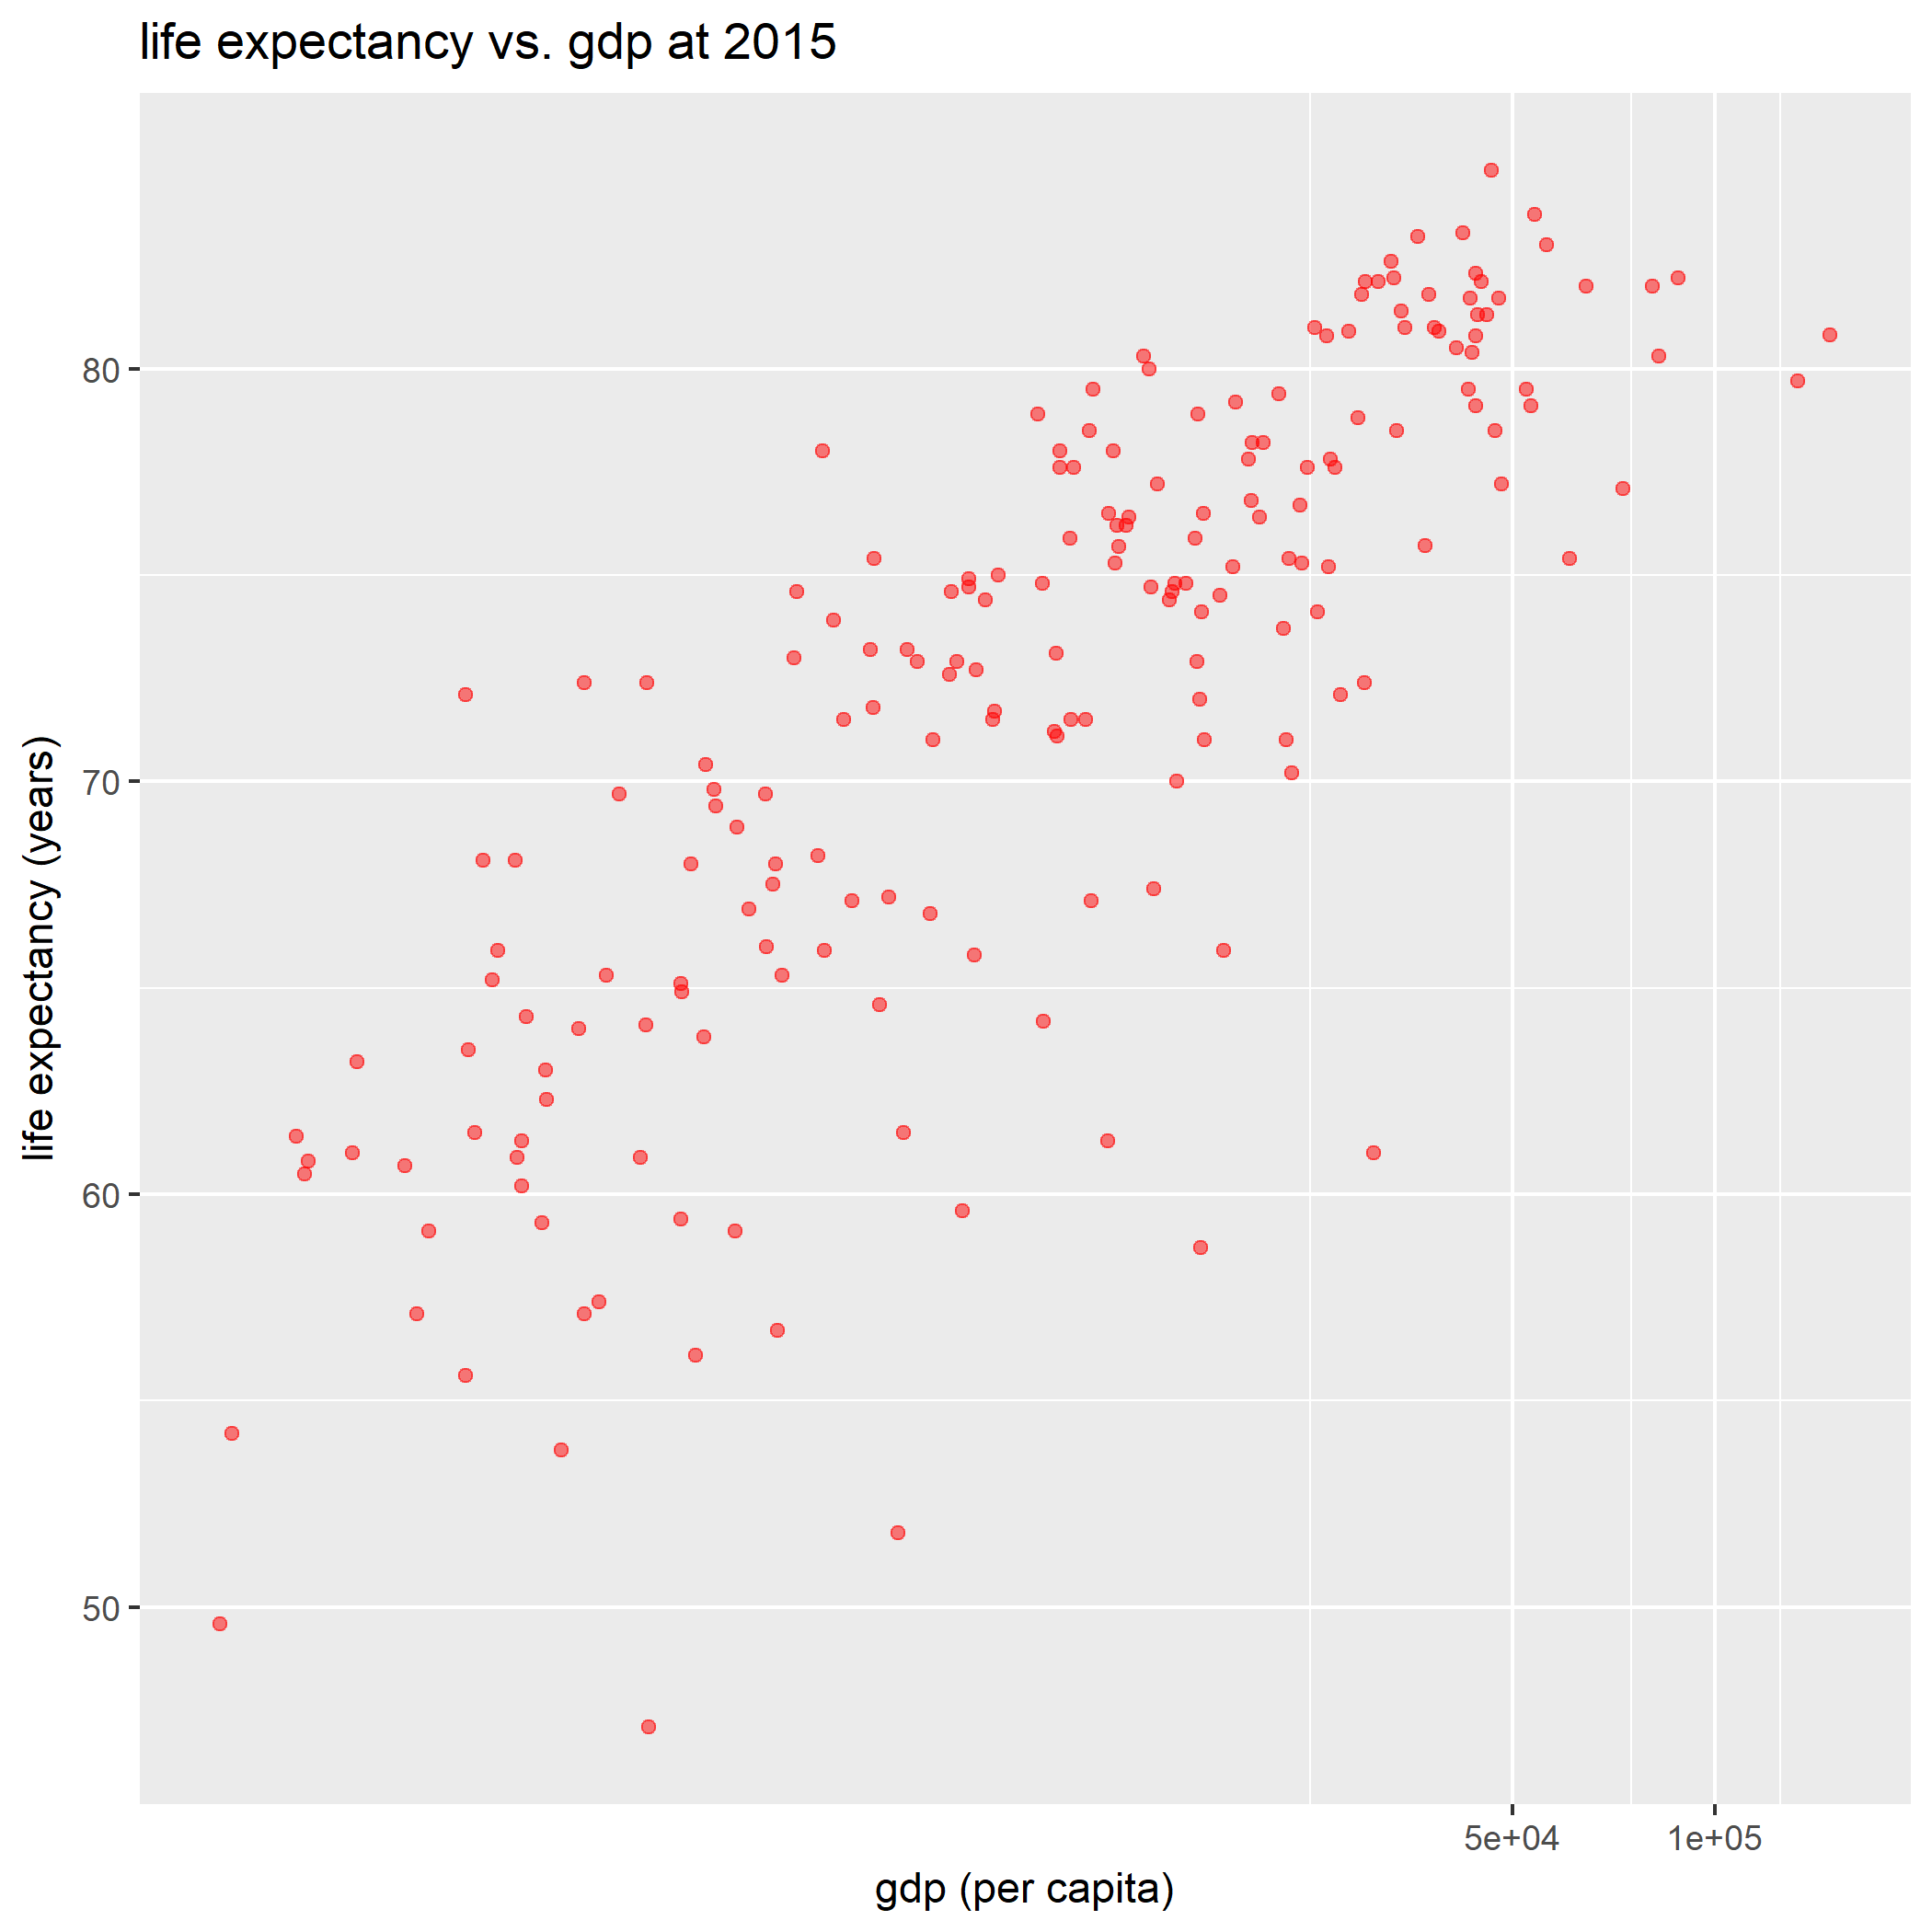 life expectancy vs. gdp at 2015
life expectancy (years)
80
70
60
50
5e+04
1e+05
gdp (per capita)